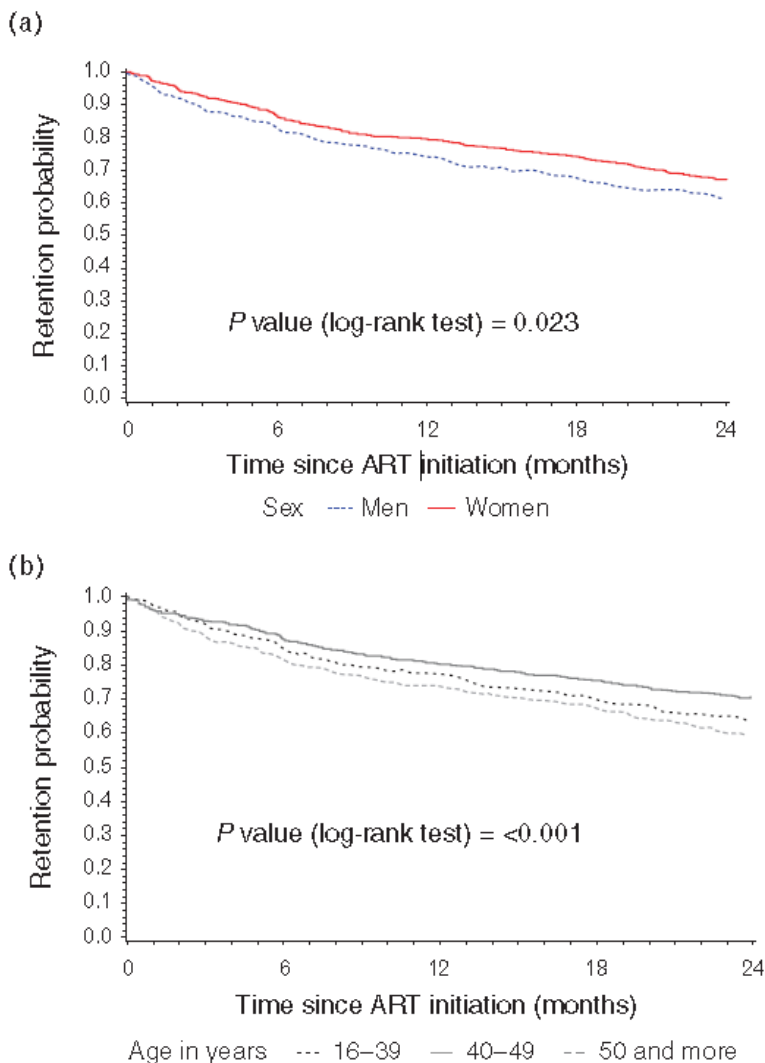 (a)
1.0
0.9
0.8
0.7
0.6
0.5
0.4
0.3
0.2
0.1
0.0
Retention probability
P value (log-rank test) = 0.023
0 6 12 18 24
Time since ART initiation (months)
Sex Men Women
(b)
1.0
0.9
0.8
0.7
0.6
0.5
0.4
0.3
0.2
0.1
0.0
Retention probability
P value (log-rank test) = <0.001
0 6 12 18 24
Time since ART initiation (months)
Age in years 16–39 40–49 50 and more